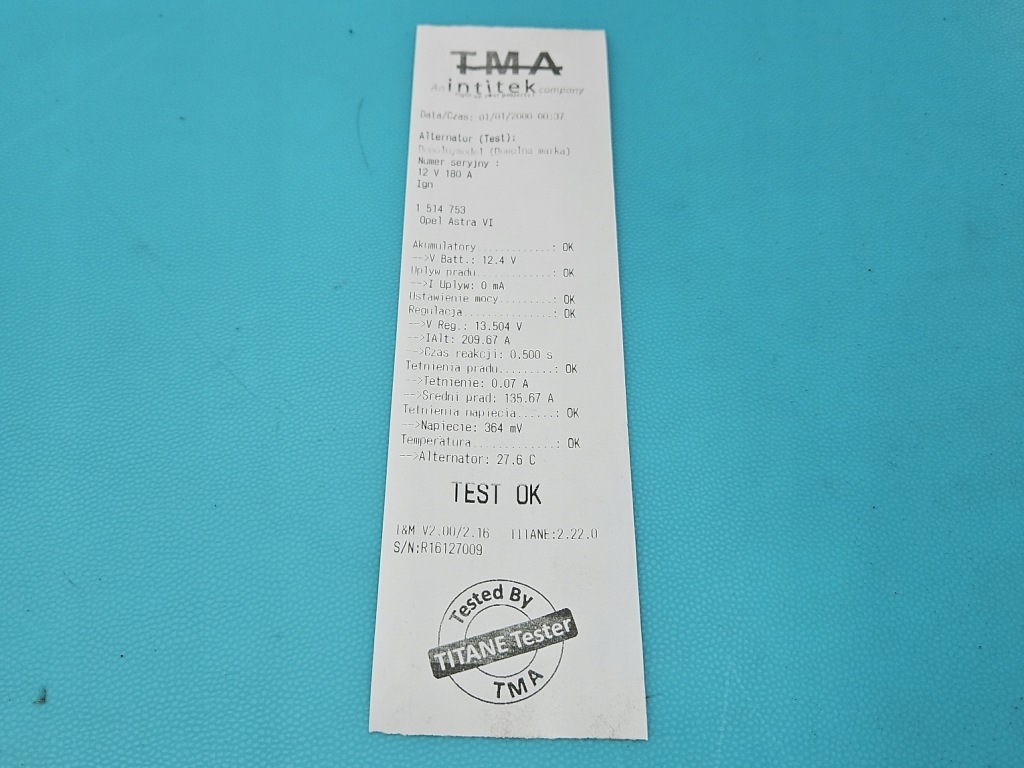 TMA
An intitek company
Data/Czas: 01/01/2000 00:37
Alternator (Test):
(Dowolna marka)
Numer seryjny :
12 V 180 A
Ign
1 514 753
Opel Astra VI
Akumulatory............: OK
-->V Batt.: 12.4 V
Uplyw pradu............: OK
-->I Uplyw: 0 mA
Ustawienie mocy........: OK
Regulacja..............: OK
-->V Reg.: 13.504 V
-->IAlt: 209.67 A
-->Czas reakcji: 0.500 s
Tetnienia pradu........: OK
-->Tetnienie: 0.07 A
-->Sredni prad: 135.67 A
Tetnienia napiecia......: OK
-->Napiecie: 364 mV
Temperatura............: OK
-->Alternator: 27.6 C
TEST OK
I&M V2.00/2.16 TITANE:2.22.0
S/N:R16127009
Tested By
TITANE Tester
TMA